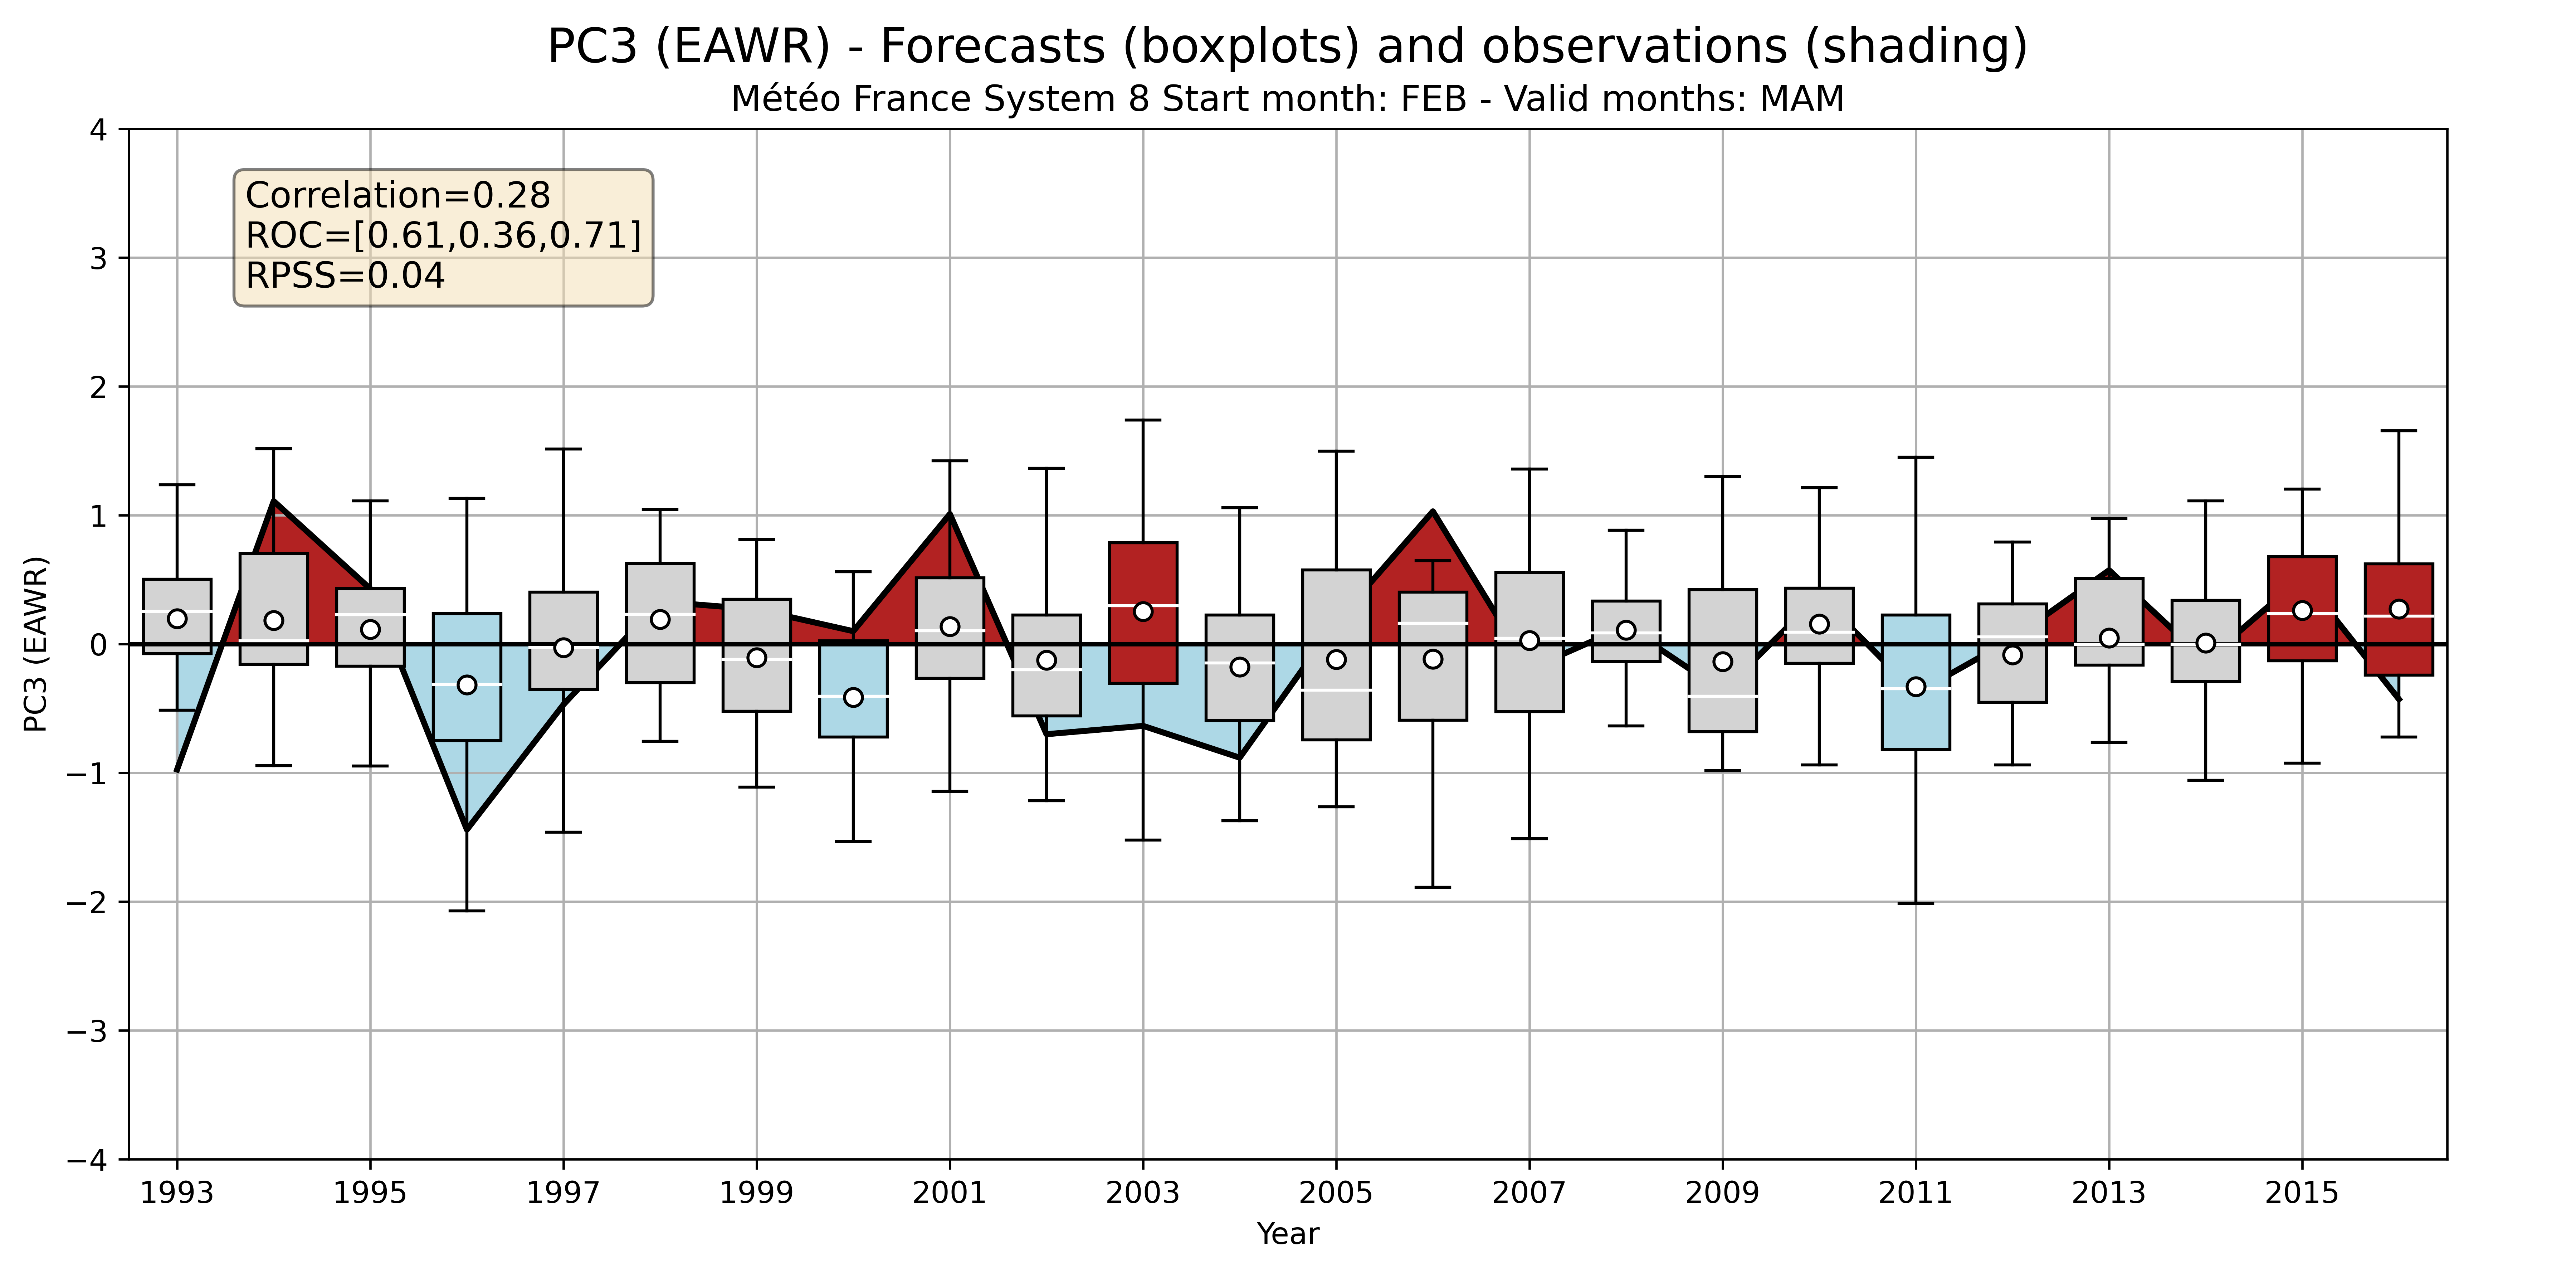 PC3 (EAWR) - Forecasts (boxplots) and observations (shading)
Météo France System 8 Start month: FEB - Valid months: MAM
Correlation=0.28
ROC=[0.61,0.36,0.71]
RPSS=0.04
PC3 (EAWR)
4
3
2
1
0
−1
−2
−3
−4
1993 1995 1997 1999 2001 2003 2005 2007 2009 2011 2013 2015
Year